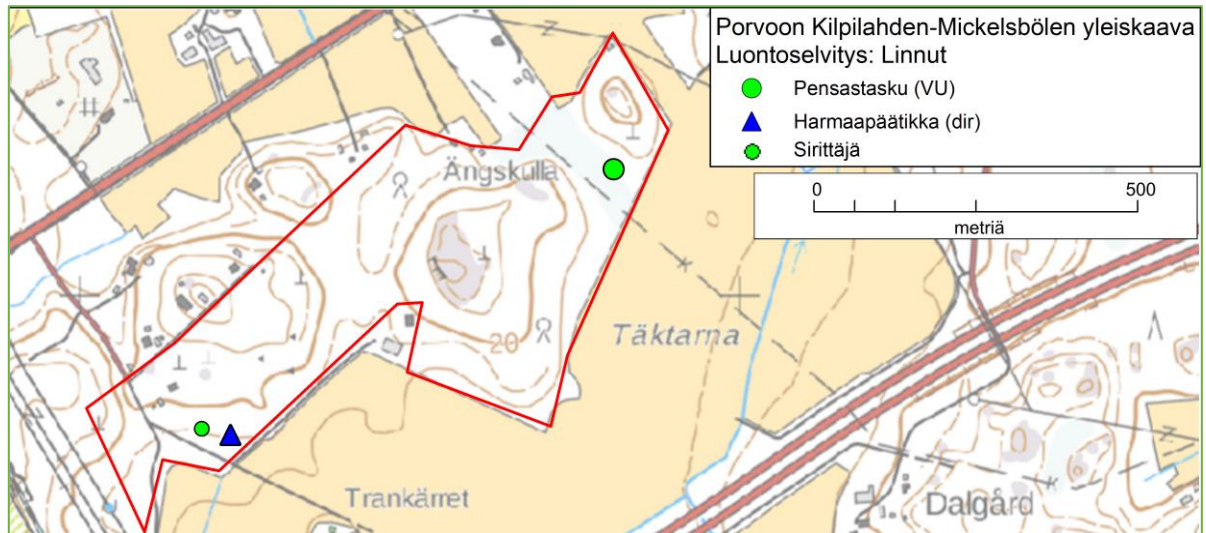 Porvoon Kilpilahden-Mickelsbölen yleiskaava
Luontoselvitys: Linnut
Pensastasku (VU)
Harmaapäätikka (dir)
Sirittäjä
0 500
metriä
Ängskulla
Täktarna
20
Trankärret
Dalgård